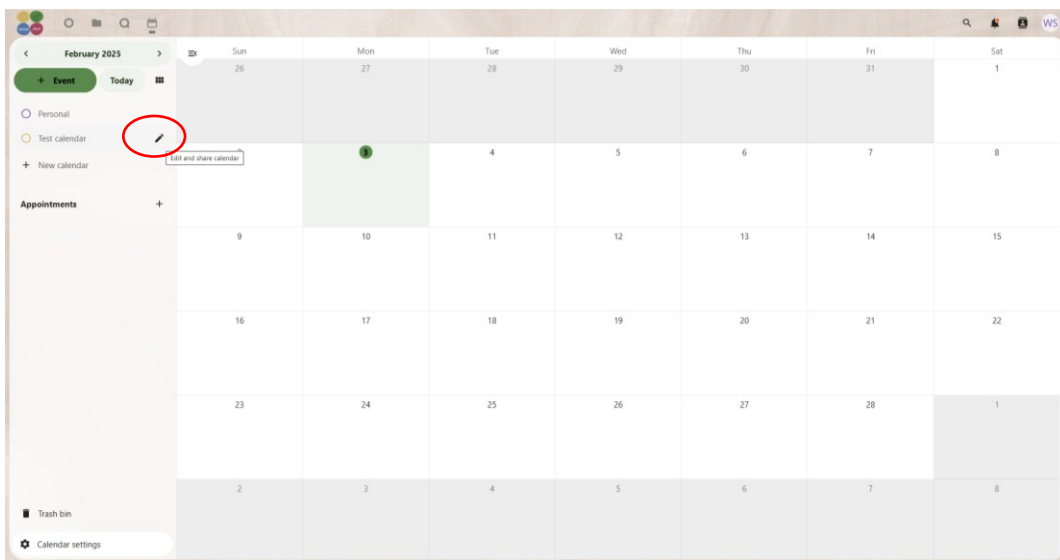 WS
February 2025
Sun Mon Tue Wed Thu Fri Sat
+ Event Today
26 27 28 29 30 31 1
Personal
Test calendar
Edit and share calendar
+ New calendar
3 4 5 6 7 8
Appointments +
9 10 11 12 13 14 15
16 17 18 19 20 21 22
23 24 25 26 27 28 1
2 3 4 5 6 7 8
Trash bin
Calendar settings